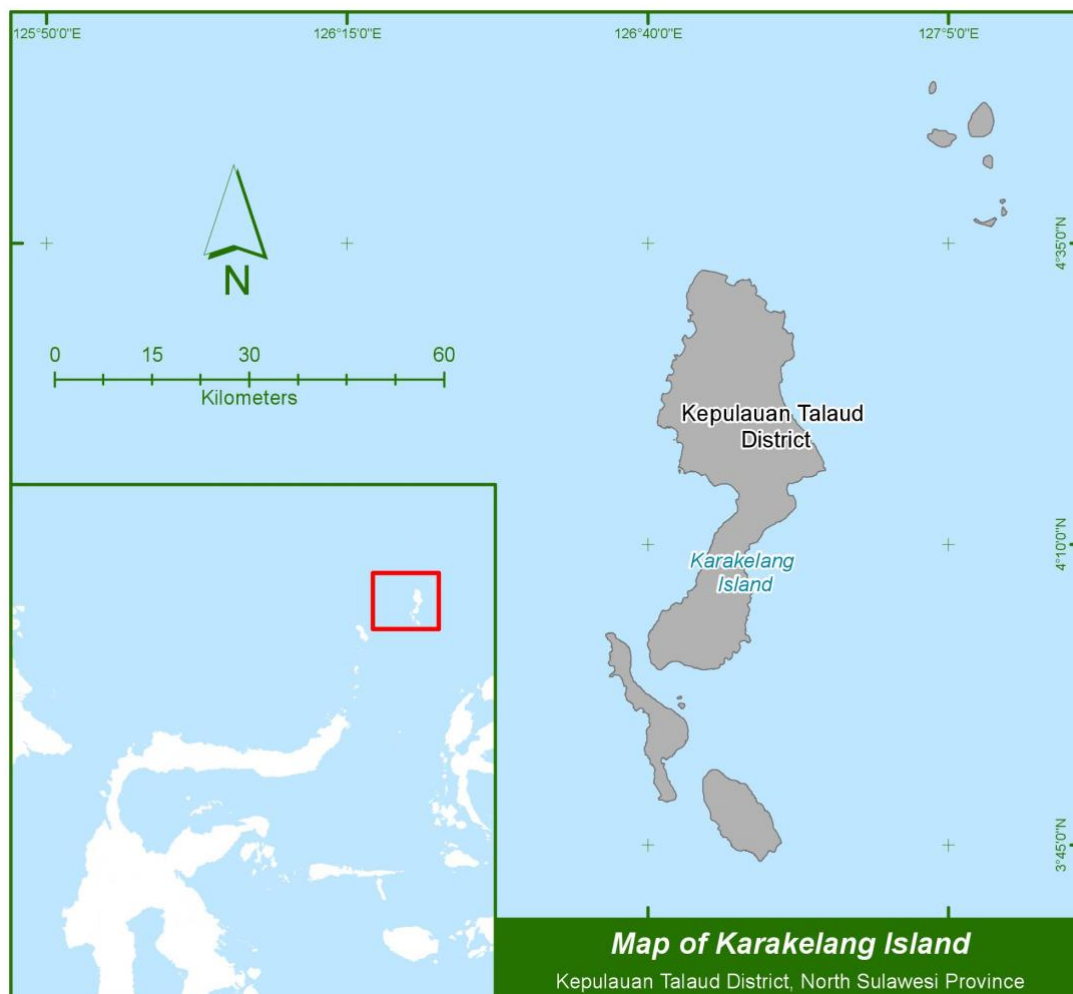 125°50'0"E
126°15'0"E
126°40'0"E
127°5'0"E
4°35'0"N
N
0 15 30 60
Kilometers
Kepulauan Talaud
District
4°10'0"N
Karakelang
Island
3°45'0"N
Map of Karakelang Island
Kepulauan Talaud District, North Sulawesi Province